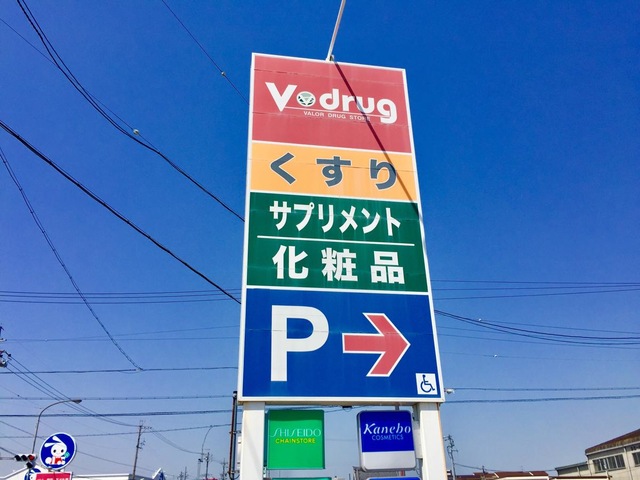 V drug
VALOR DRUG STORE
くすり
サプリメント
化粧品
P
SHISEIDO
CHAINSTORE
Kanebo
COSMETICS